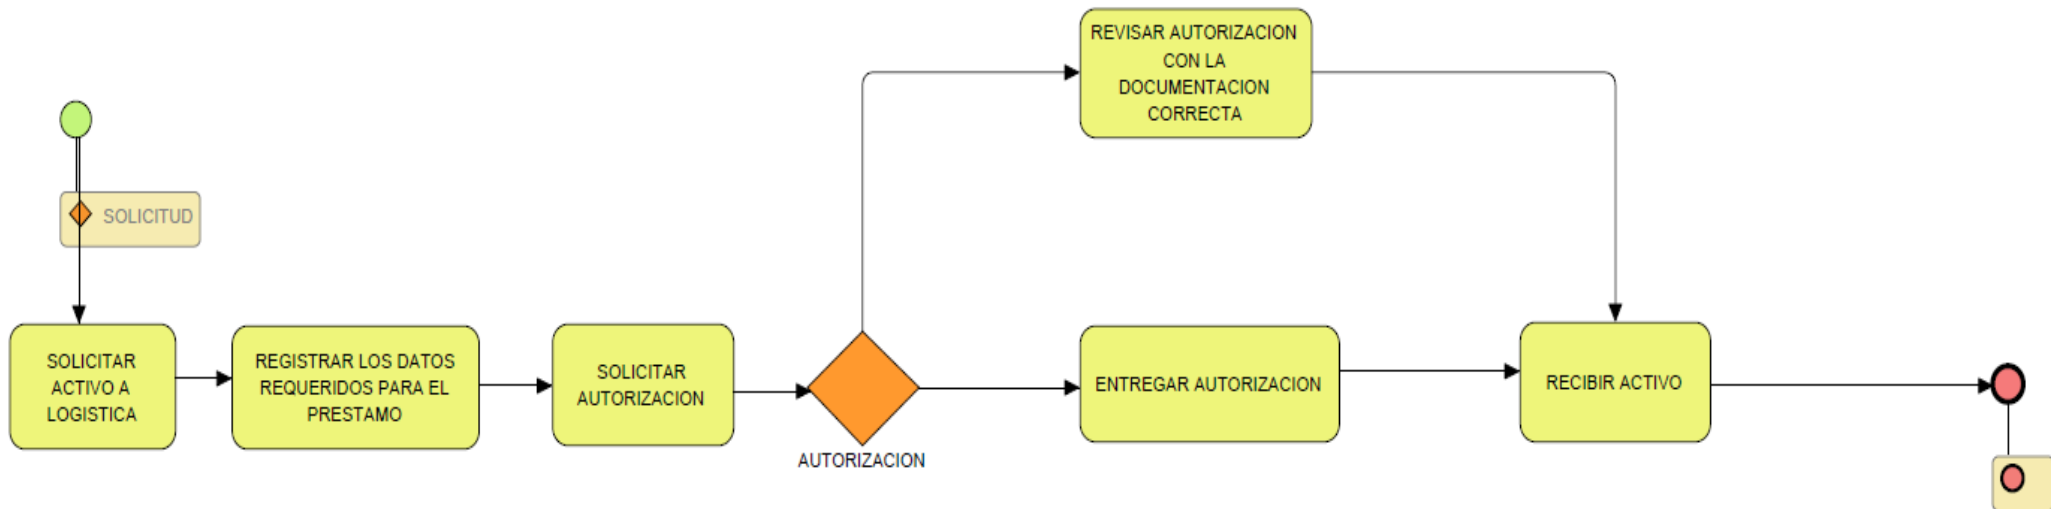 REVISAR AUTORIZACION
CON LA
DOCUMENTACION
CORRECTA
SOLICITUD
SOLICITAR
ACTIVO A
LOGISTICA
REGISTRAR LOS DATOS
REQUERIDOS PARA EL
PRESTAMO
SOLICITAR
AUTORIZACION
AUTORIZACION
ENTREGAR AUTORIZACION
RECIBIR ACTIVO